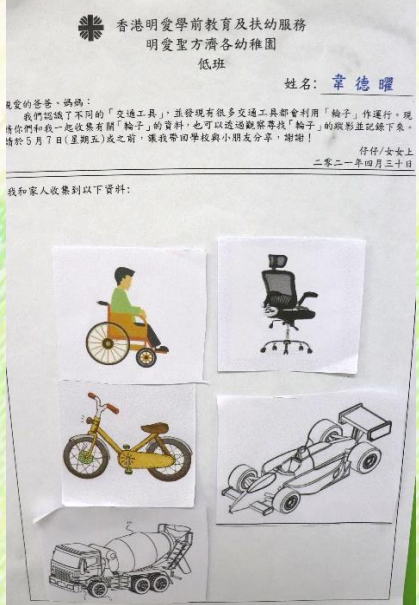 香港明愛學前教育及扶幼服務
明愛聖方濟各幼稚園
低班
姓名: 韋德曜
親愛的爸爸、媽媽:
我們認識了不同的「交通工具」,並發現有很多交通工具都會利用「輪子」作運行。現
請你們和我一起收集有關「輪子」的資料,也可以透過觀察尋找「輪子」的蹤影並記錄下來。
請於5月7日(星期五)或之前,讓我帶回學校與小朋友分享,謝謝!
仔仔/女女上
二零二一年四月三十日
我和家人收集到以下資料: